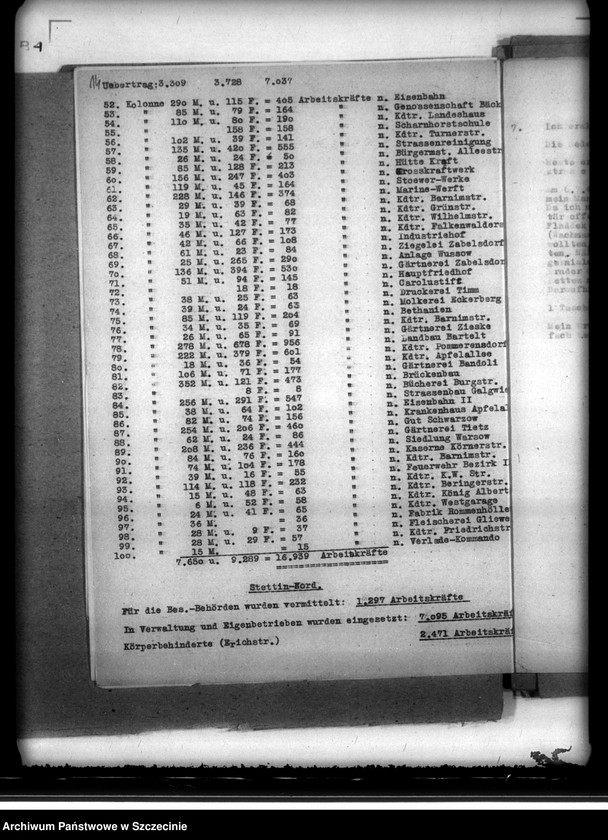 R 4
14 Uebertrag:3.309 3.728 7.037
52. Kolonne 290 M. u. 115 F. = 405 Arbeitskräfte n. Eisenbahn
53. " 85 M. u. 79 F. = 164 " n. Genossenschaft Bäck
54. " 110 M. u. 80 F. = 190 " n. Kdtr. Landeshaus
55. " 158 F. = 158 " n. Scharnhorstschule
56. " 102 M. u. 39 F. = 141 " n. Kdtr. Turnerstr.
57. " 135 M. u. 420 F. = 555 " n. Strassenreinigung
58. " 26 M. u. 24 F. = 50 " n. Bürgermst. Alleestr
59. " 85 M. u. 128 F. = 213 " n. Hütte Kraft
60. " 156 M. u. 247 F. = 403 " n. Grosskraftwerk
61. " 119 M. u. 45 F. = 164 " n. Stoewer-Werke
62. " 228 M. u. 146 F. = 374 " n. Marine-Werft
63. " 29 M. u. 39 F. = 68 " n. Kdtr. Barnimstr.
64. " 19 M. u. 63 F. = 82 " n. Kdtr. Grünstr.
65. " 35 M. u. 42 F. = 77 " n. Kdtr. Wilhelmstr.
66. " 46 M. u. 127 F. = 173 " n. Kdtr. Falkenwalders
67. " 42 M. u. 66 F. = 108 " n. Industriehof
68. " 61 M. u. 23 F. = 84 " n. Ziegelei Zabelsdorf
69. " 25 M. u. 265 F. = 290 " n. Anlage Wussow
70. " 136 M. u. 394 F. = 530 " n. Gärtnerei Zabelsdor
71. " 51 M. u. 94 F. = 145 " n. Hauptfriedhof
72. " 18 F. = 18 " n. Carolustift
73. " 38 M. u. 25 F. = 63 " n. Druckerei Timm
74. " 39 M. u. 24 F. = 63 " n. Molkerei Eckerberg
75. " 85 M. u. 119 F. = 204 " n. Bethanien
76. " 34 M. u. 35 F. = 69 " n. Kdtr. Barnimstr.
77. " 26 M. u. 65 F. = 91 " n. Gärtnerei Zieske
78. " 278 M. u. 678 F. = 956 " n. Landbau Bartelt
79. " 222 M. u. 379 F. = 601 " n. Kdtr. Pommerensdorf
80. " 18 M. u. 36 F. = 54 " n. Kdtr. Apfelallee
81. " 106 M. u. 71 F. = 177 " n. Gärtnerei Bandoli
82. " 352 M. u. 121 F. = 473 " n. Brückenbau
83. " 8 F. = 8 " n. Bücherei Burgstr.
84. " 256 M. u. 291 F. = 547 " n. Strassenbau Galgwi
85. " 38 M. u. 64 F. = 102 " n. Eisenbahn II
86. " 82 M. u. 74 F. = 156 " n. Krankenhaus Apfelal
87. " 254 M. u. 206 F. = 460 " n. Gut Schwarzow
88. " 62 M. u. 24 F. = 86 " n. Gärtnerei Tietz
89. " 208 M. u. 236 F. = 444 " n. Siedlung Warsow
90. " 84 M. u. 76 F. = 160 " n. Kaserne Körnerstr.
91. " 74 M. u. 104 F. = 178 " n. Kdtr. Barnimstr.
92. " 39 M. u. 16 F. = 55 " n. Feuerwehr Bezirk I
93. " 114 M. u. 118 F. = 232 " n. Kdtr. K.W. Str.
94. " 15 M. u. 48 F. = 63 " n. Kdtr. Beringerstr.
95. " 6 M. u. 52 F. = 58 " n. Kdtr. König Albert
96. " 24 M. u. 41 F. = 65 " n. Kdtr. Westgarage
97. " 36 M. = 36 " n. Fabrik Rommenhölle
98. " 28 M. u. 9 F. = 37 " n. Fleischerei Gliewe
99. " 28 M. u. 29 F. = 57 " n. Kdtr. Friedrichstr
100. " 15 M. = 15 " n. Verlade-Kommando
7.650 u. 9.289 = 16.939 Arbeitskräfte
Stettin-Nord.
Für die Bes.-Behörden wurden vermittelt: 1.297 Arbeitskräfte
In Verwaltung und Eigenbetrieben wurden eingesetzt: 7.095 Arbeitskräf
Körperbehinderte (Erichstr.) 2.471 Arbeitskräf
7.
Archiwum Państwowe w Szczecinie